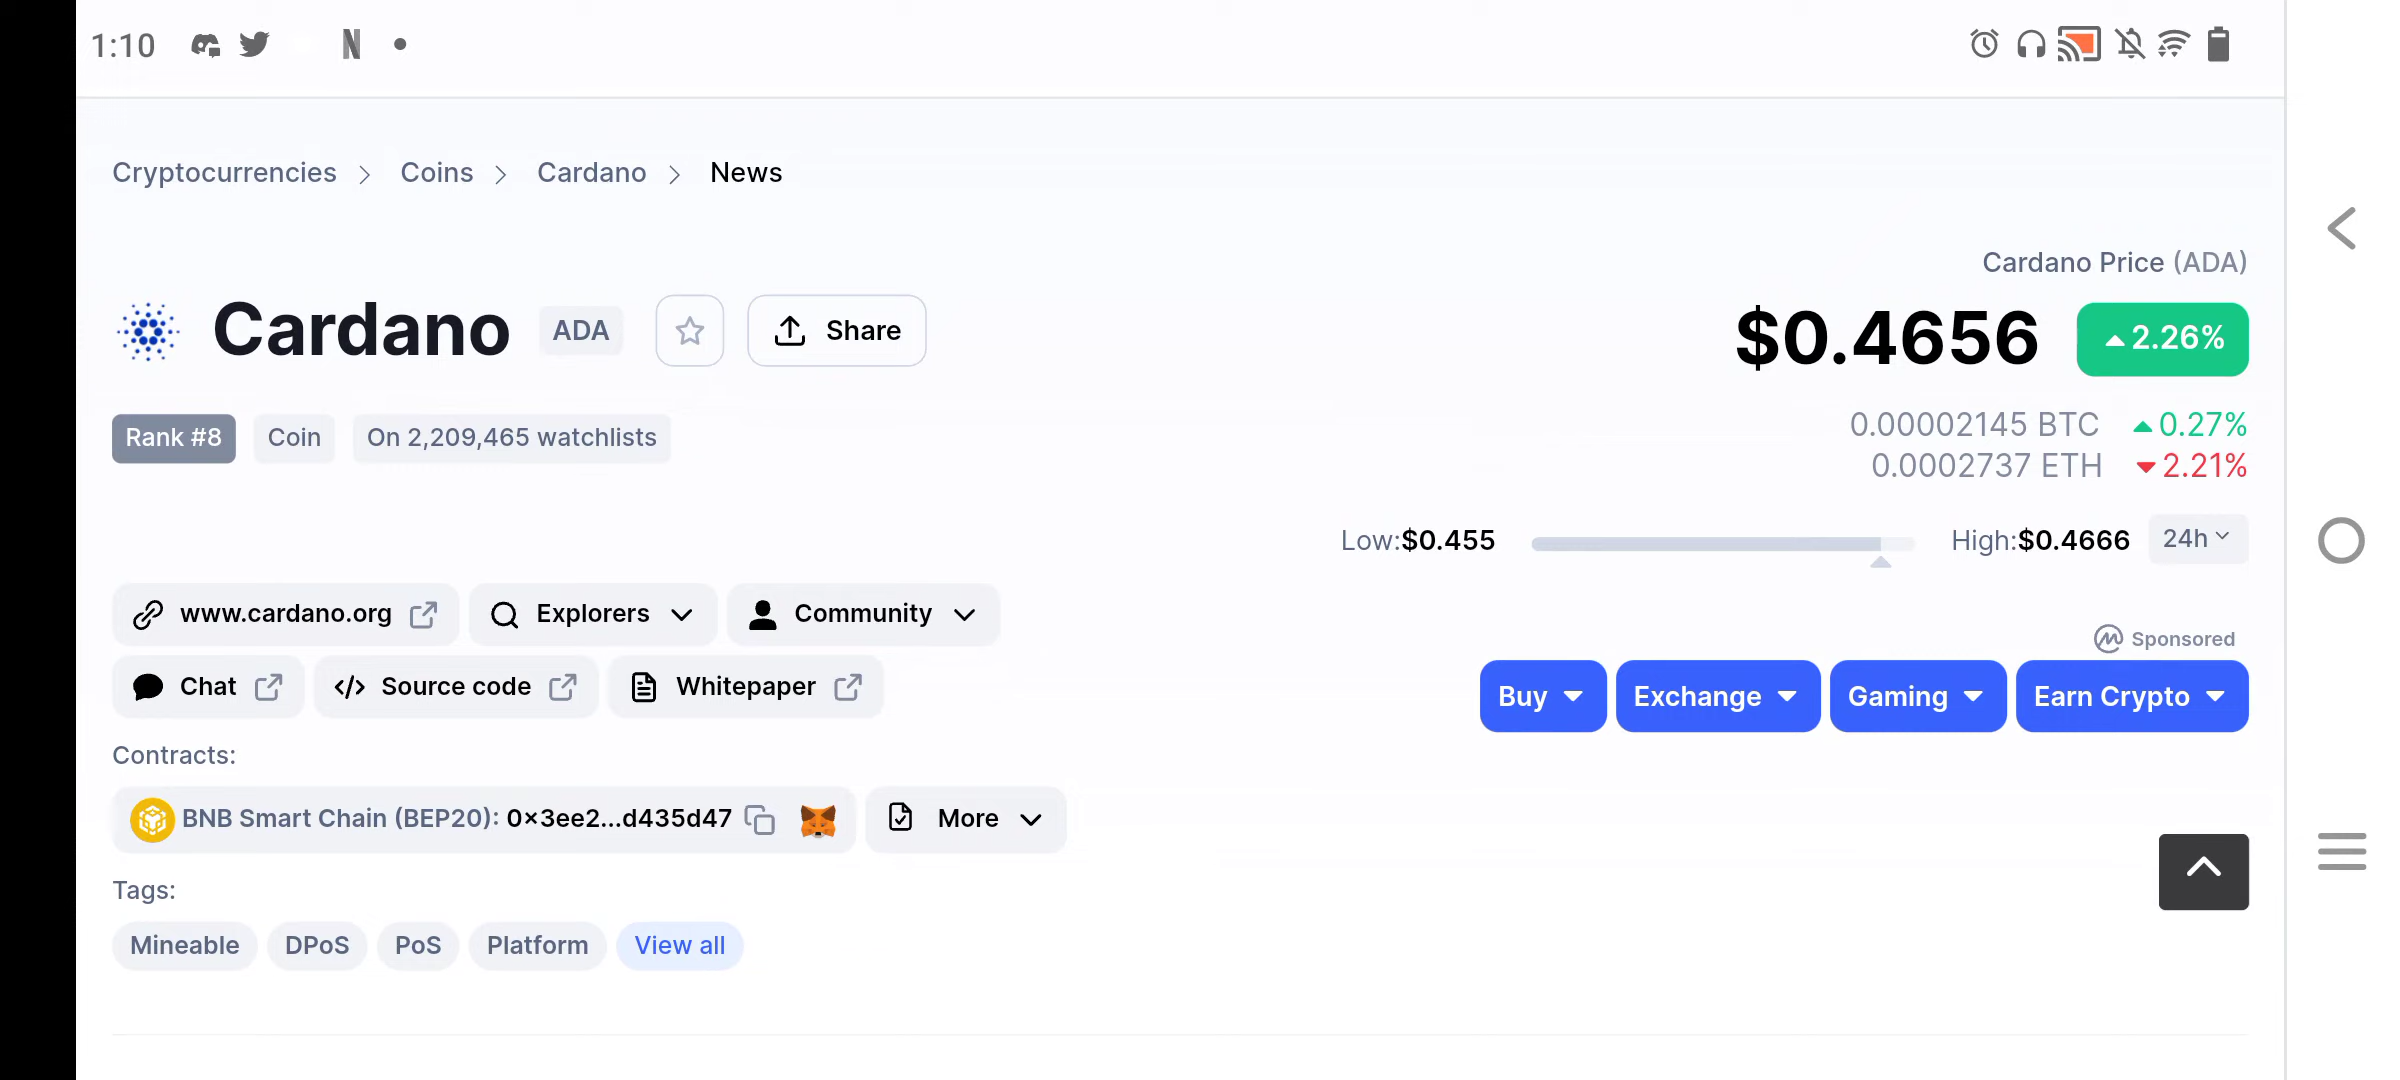 1:10
Cryptocurrencies > Coins > Cardano > News
Cardano Price (ADA)
Cardano ADA Share
$0.4656 2.26%
0.00002145 BTC 0.27%
Rank #8 Coin On 2,209,465 watchlists
0.0002737 ETH 2.21%
Low:$0.455 High:$0.4666 24h
www.cardano.org Explorers Community
Sponsored
Chat Source code Whitepaper
Buy Exchange Gaming Earn Crypto
Contracts:
BNB Smart Chain (BEP20): 0x3ee2...d435d47 More
Tags:
Mineable DPoS PoS Platform View all